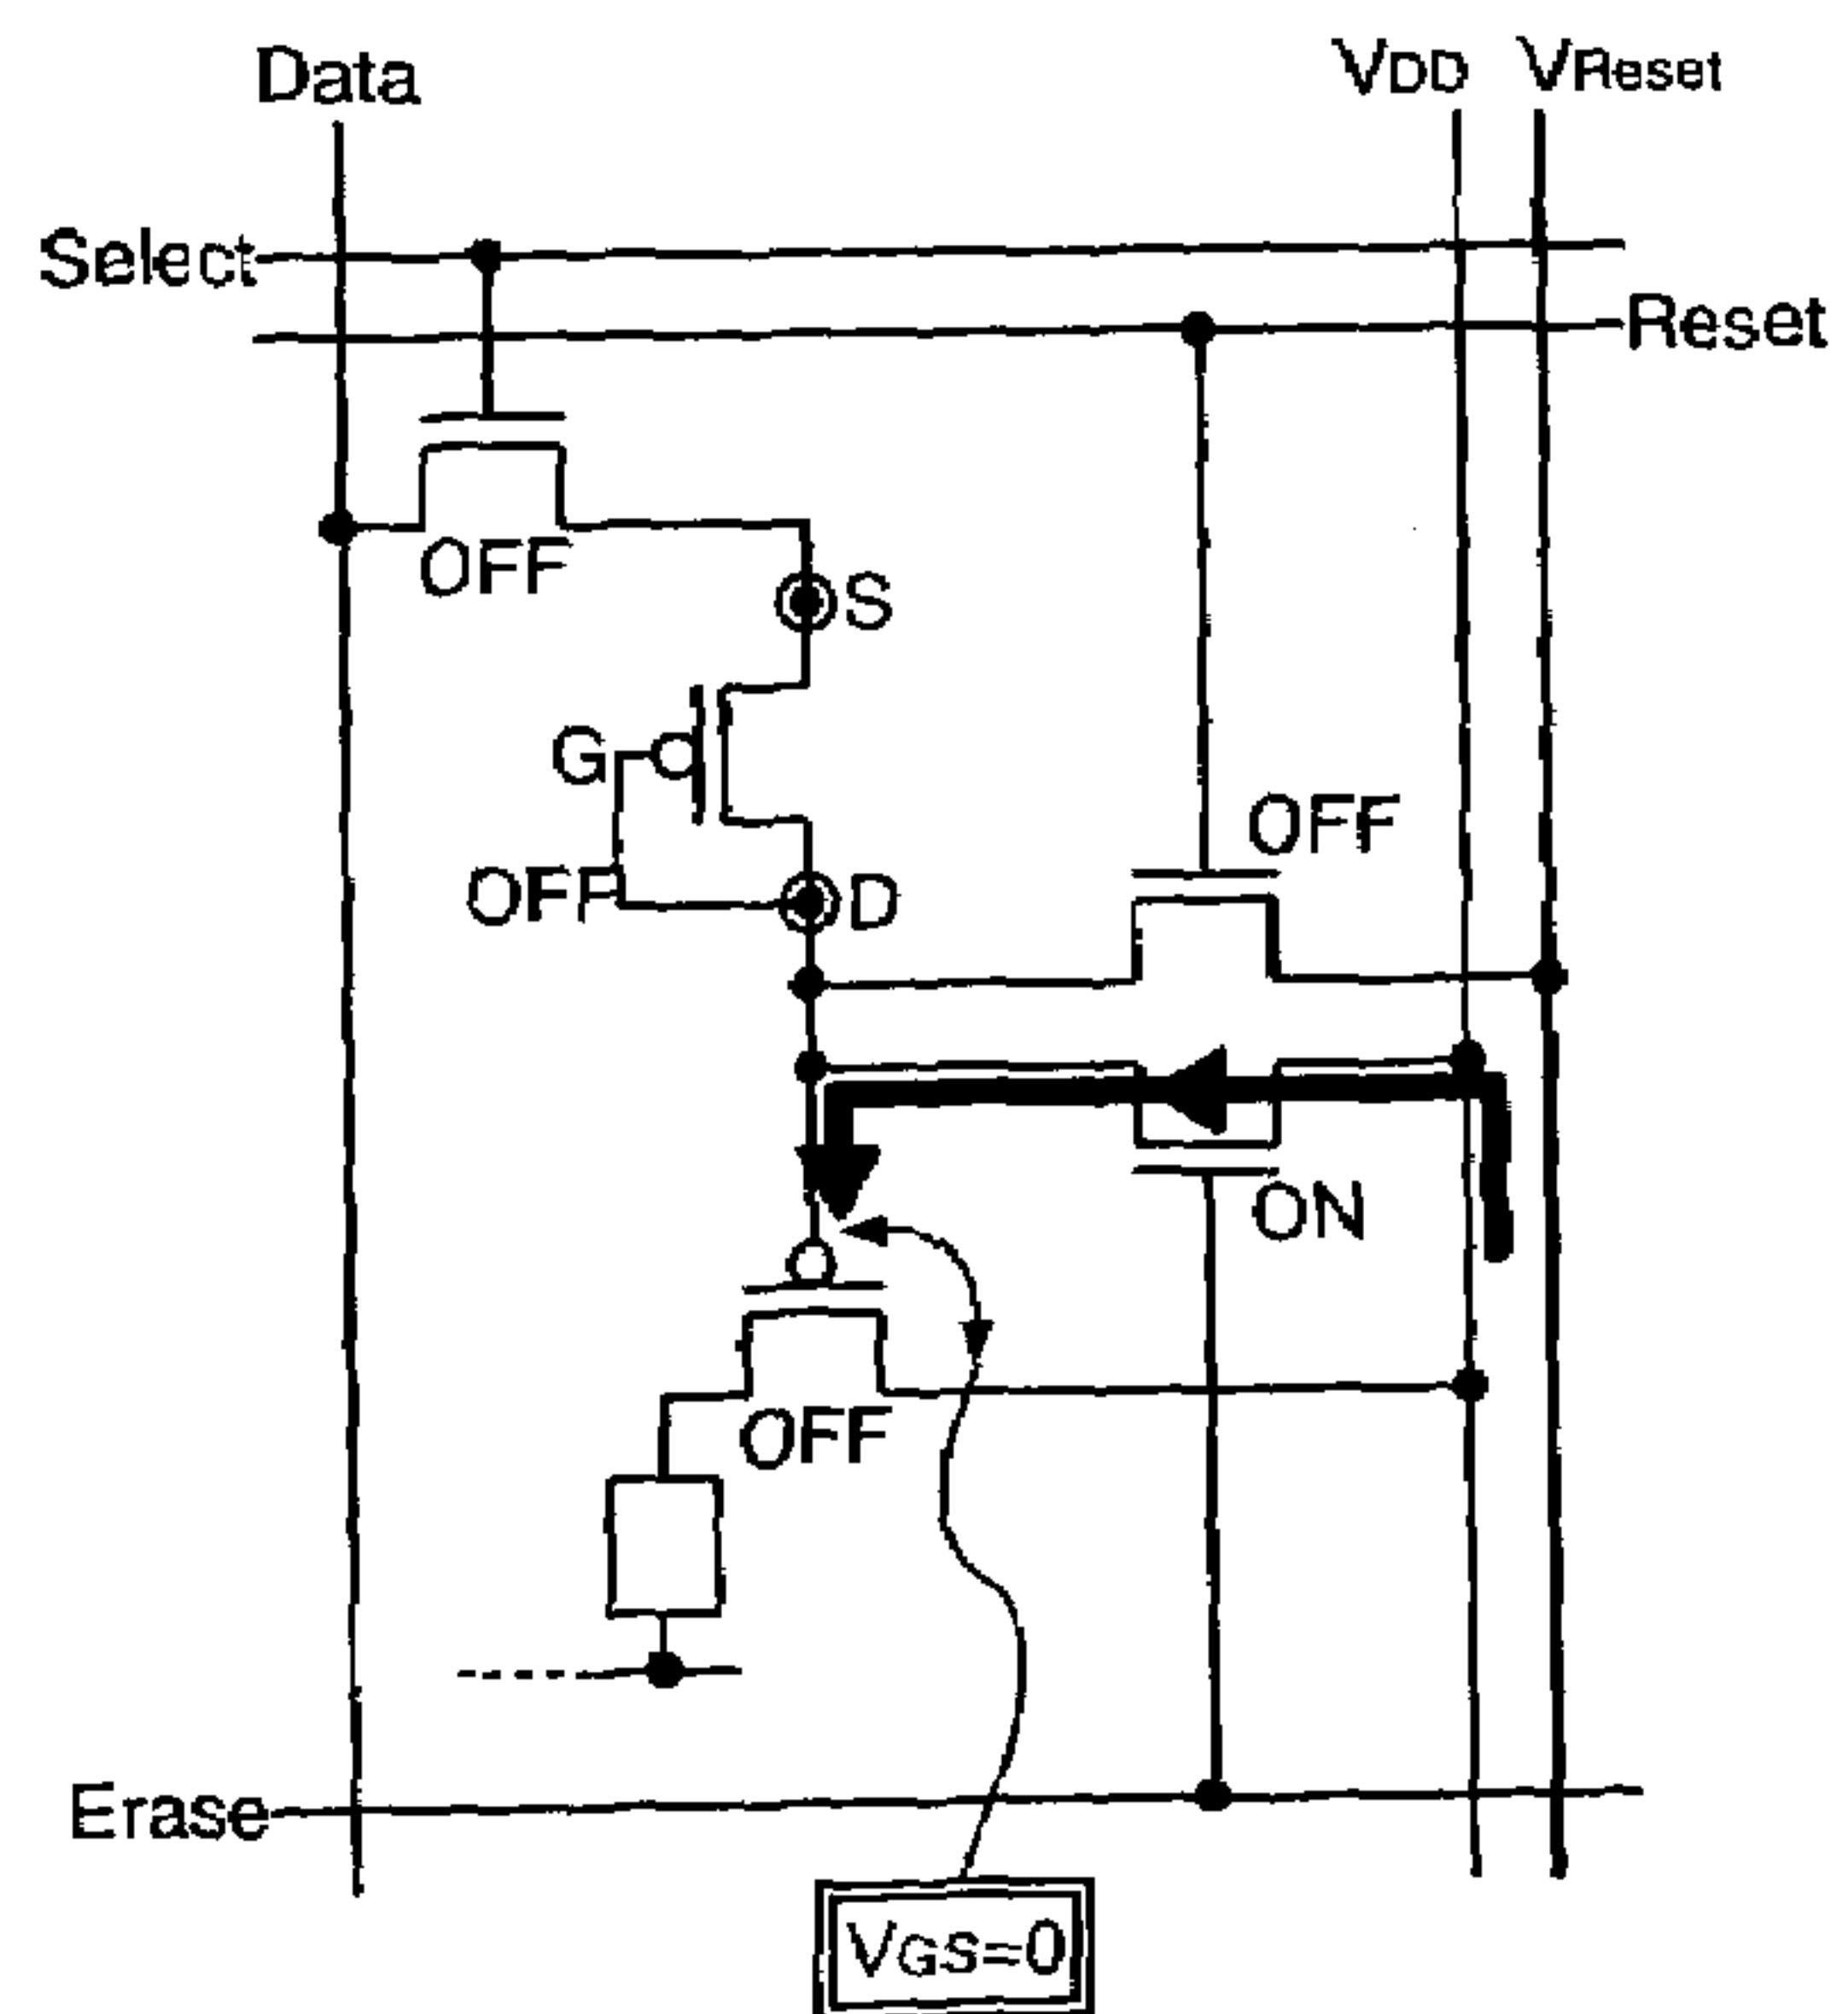 Data
VDD
VReset
Select
Reset
OFF
S
G
OFF
OFF
D
ON
OFF
Erase
VGS=0